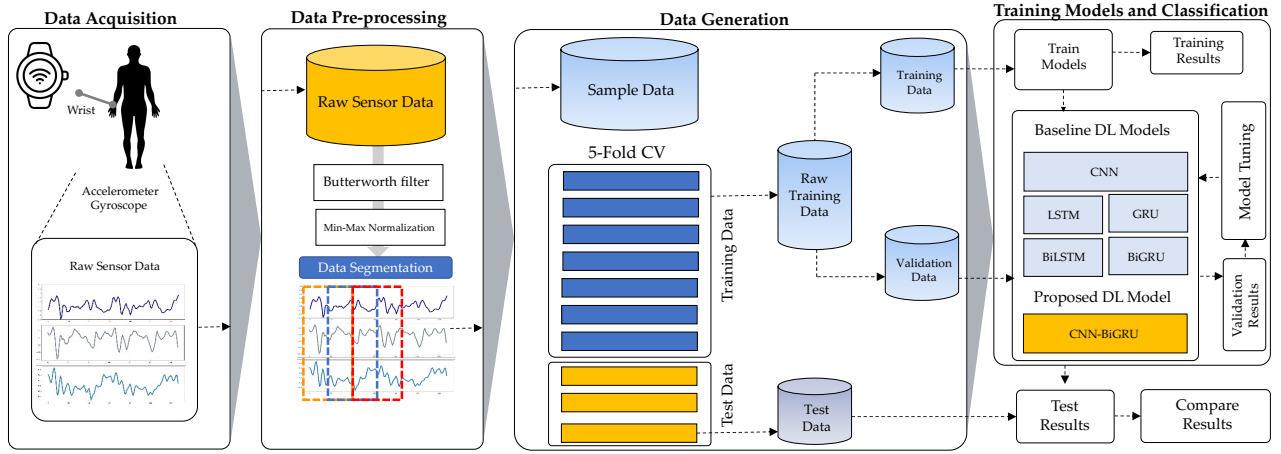 Data Acquisition
Wrist
Accelerometer
Gyroscope
Raw Sensor Data
Data Pre-processing
Raw Sensor Data
Butterworth filter
Min-Max Normalization
Data Segmentation
Data Generation
Sample Data
5-Fold CV
Training Data
Test Data
Raw
Training
Data
Training
Data
Validation
Data
Test
Data
Training Models and Classification
Train
Models
Training
Results
Baseline DL Models
CNN
LSTM
GRU
BiLSTM
BiGRU
Proposed DL Model
CNN-BiGRU
Model Tuning
Validation
Results
Test
Results
Compare
Results